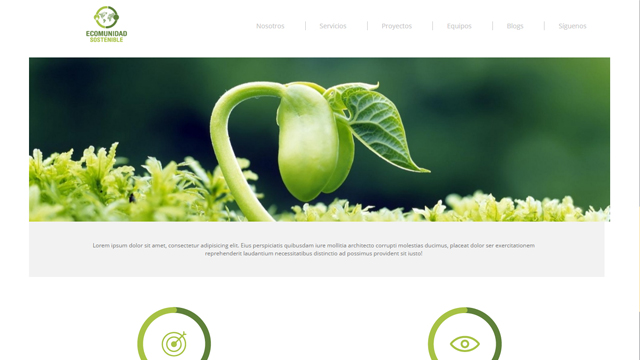 ECOMUNIDAD
SOSTENIBLE
Nosotros
Servicios
Proyectos
Equipos
Blogs
Síguenos
Lorem ipsum dolor sit amet, consectetur adipisicing elit. Eius perspiciatis quibusdam iure mollitia architecto corrupti molestias ducimus, placeat dolor ser exercitationem
reprehenderit laudantium necessitatibus distinctio ad possimus provident sit iusto!